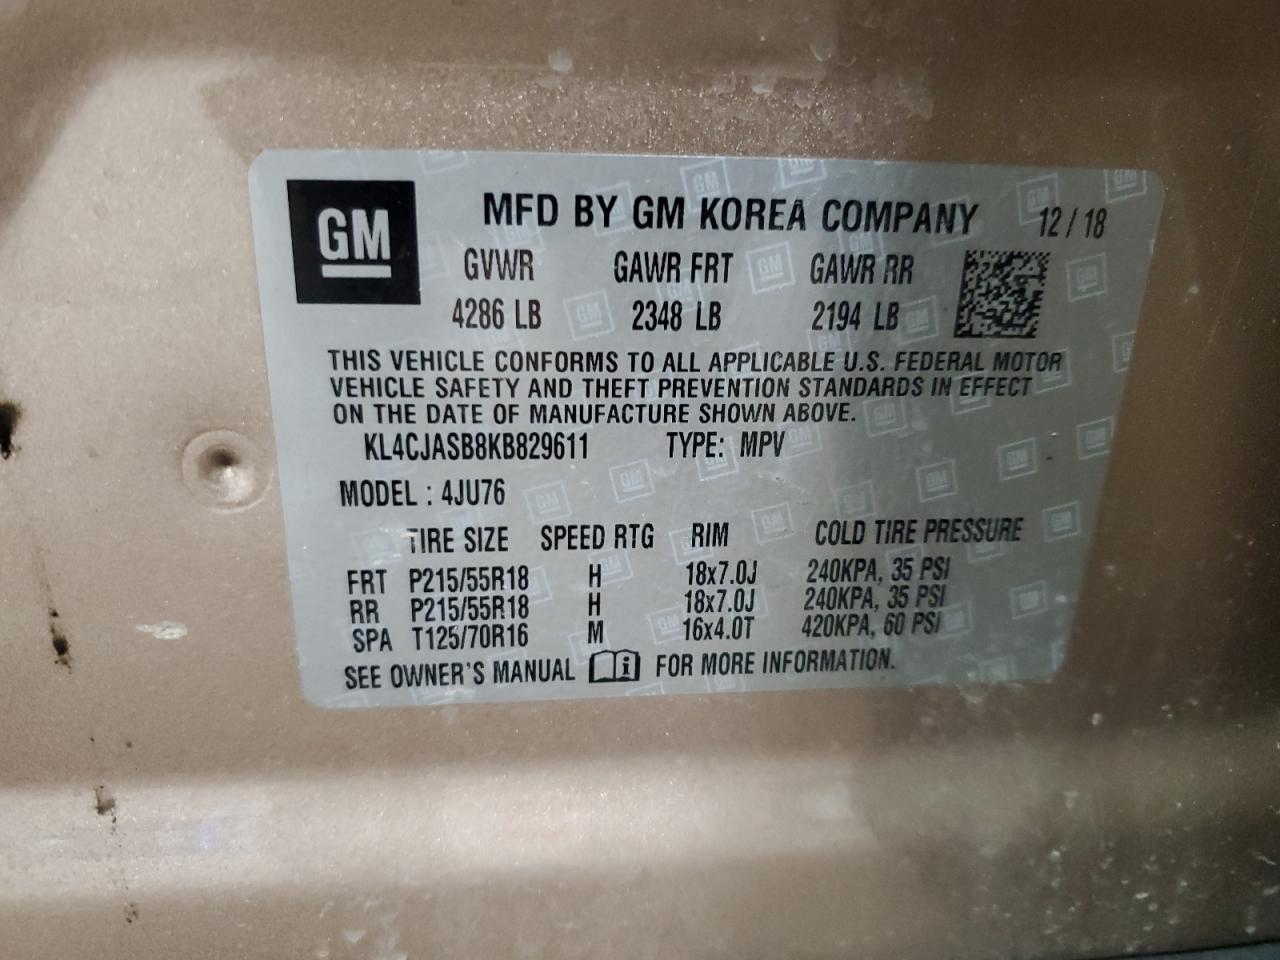 GM
MFD BY GM KOREA COMPANY 12 / 18
GVWR GAWR FRT GAWR RR
4286 LB 2348 LB 2194 LB
THIS VEHICLE CONFORMS TO ALL APPLICABLE U.S. FEDERAL MOTOR
VEHICLE SAFETY AND THEFT PREVENTION STANDARDS IN EFFECT
ON THE DATE OF MANUFACTURE SHOWN ABOVE.
KL4CJASB8KB829611 TYPE: MPV
MODEL : 4JU76
TIRE SIZE SPEED RTG RIM COLD TIRE PRESSURE
FRT P215/55R18 H 18x7.0J 240KPA, 35 PSI
RR P215/55R18 H 18x7.0J 240KPA, 35 PSI
SPA T125/70R16 M 16x4.0T 420KPA, 60 PSI
SEE OWNER'S MANUAL i FOR MORE INFORMATION.